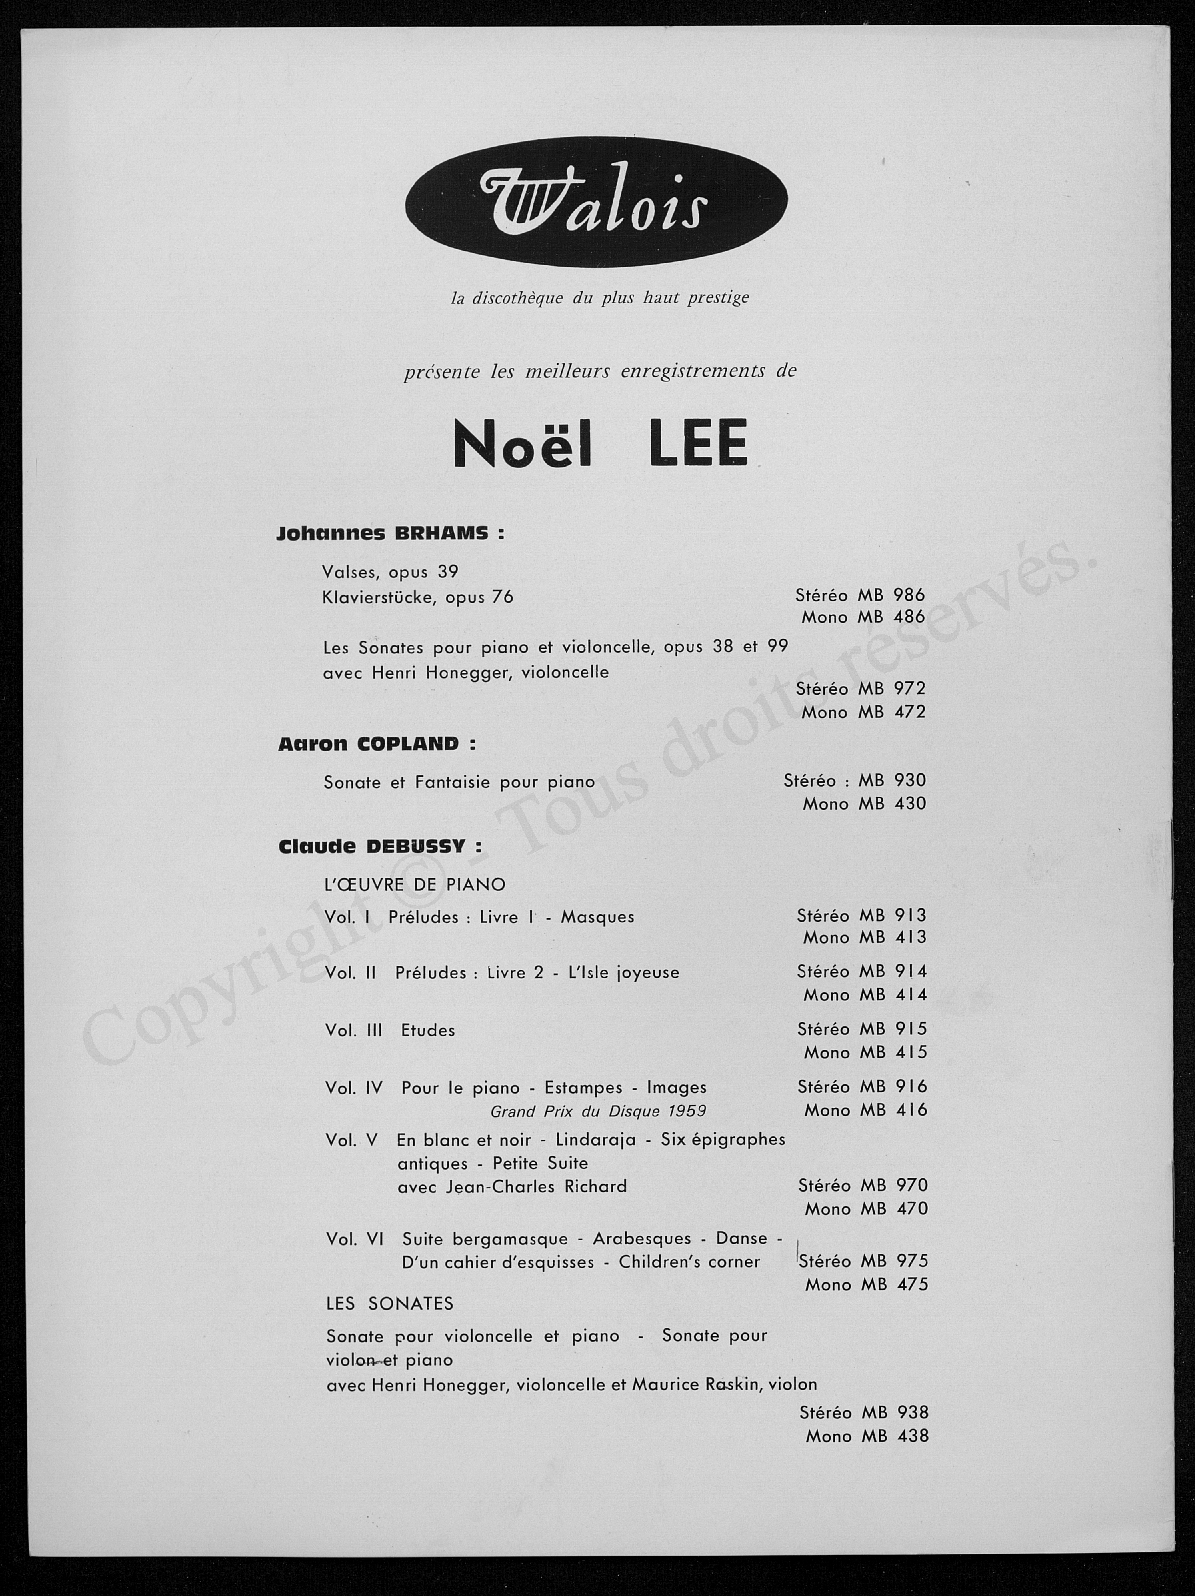 Valois
la discothèque du plus haut prestige
présente les meilleurs enregistrements de
Noël LEE
Johannes BRHAMS :
Valses, opus 39
Klavierstücke, opus 76 Stéréo MB 986
Mono MB 486
Les Sonates pour piano et violoncelle, opus 38 et 99
avec Henri Honegger, violoncelle
Stéréo MB 972
Mono MB 472
Aaron COPLAND :
Sonate et Fantaisie pour piano Stéréo : MB 930
Mono MB 430
Claude DEBUSSY :
L'ŒUVRE DE PIANO
Vol. I Préludes : Livre I - Masques Stéréo MB 913
Mono MB 413
Vol. II Préludes : Livre 2 - L'Isle joyeuse Stéréo MB 914
Mono MB 414
Vol. III Etudes Stéréo MB 915
Mono MB 415
Vol. IV Pour le piano - Estampes - Images Stéréo MB 916
Grand Prix du Disque 1959 Mono MB 416
Vol. V En blanc et noir - Lindaraja - Six épigraphes
antiques - Petite Suite
avec Jean-Charles Richard Stéréo MB 970
Mono MB 470
Vol. VI Suite bergamasque - Arabesques - Danse -
D'un cahier d'esquisses - Children's corner Stéréo MB 975
Mono MB 475
LES SONATES
Sonate pour violoncelle et piano - Sonate pour
violon et piano
avec Henri Honegger, violoncelle et Maurice Raskin, violon
Stéréo MB 938
Mono MB 438
Copyright © - Tous droits réservés.